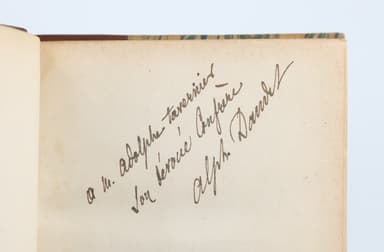 a M. Adolphe Tavernier
son dévoué Confrère
Alph. Daudet